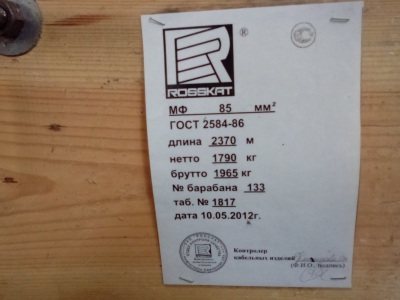 ®
ROSSKAT
МФ 85 мм²
ГОСТ 2584-86
длина 2370 м
нетто 1790 кг
брутто 1965 кг
№ барабана 133
таб. № 1817
дата 10.05.2012г.
Контролер
кабельных изделий
(Ф.И.О., подпись)